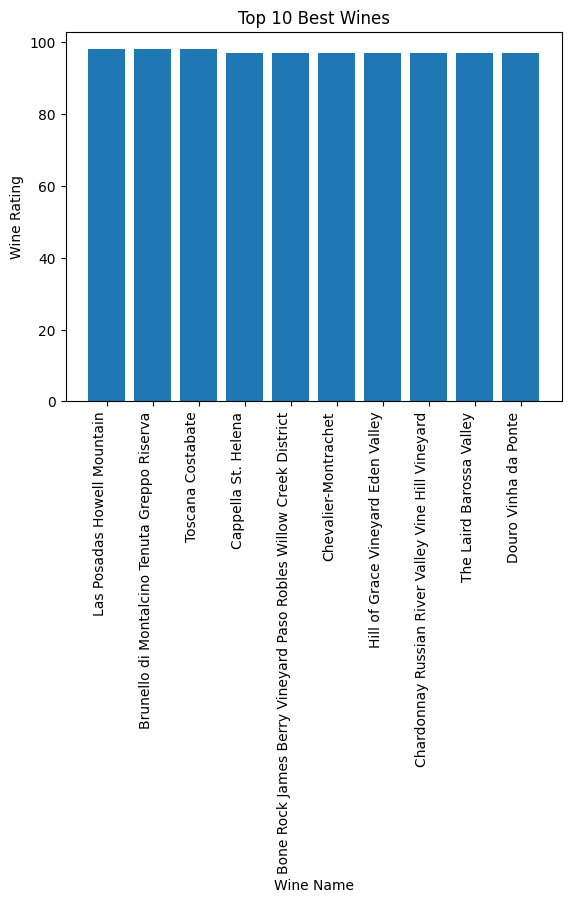 Top 10 Best Wines
Wine Rating
100
80
60
40
20
0
Las Posadas Howell Mountain
Brunello di Montalcino Tenuta Greppo Riserva
Toscana Costabate
Cappella St. Helena
Bone Rock James Berry Vineyard Paso Robles Willow Creek District
Chevalier-Montrachet
Hill of Grace Vineyard Eden Valley
Chardonnay Russian River Valley Vine Hill Vineyard
The Laird Barossa Valley
Douro Vinha da Ponte
Wine Name